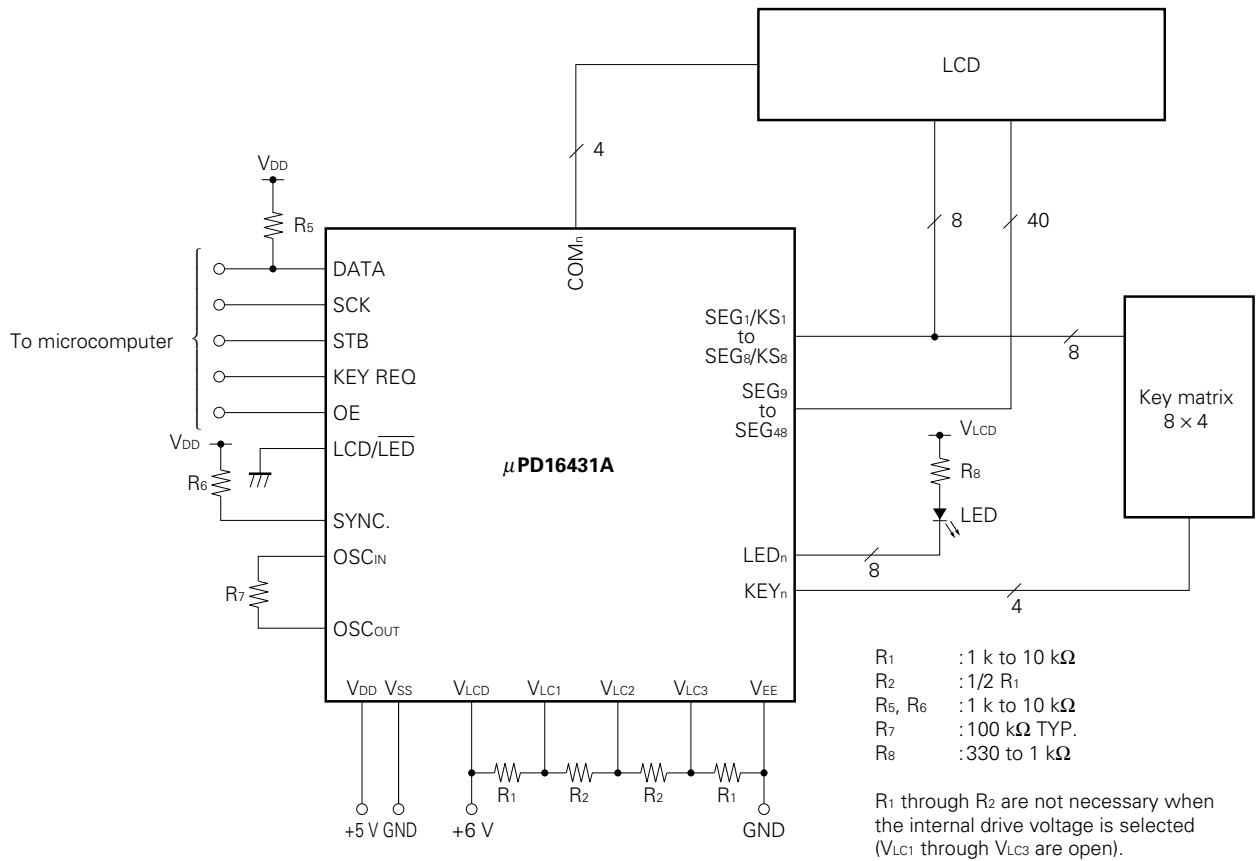 LCD
4
VDD
R5
8
40
COMn
DATA
SCK
STB
KEY REQ
OE
LCD/LED
SYNC.
OSCIN
OSCOUT
To microcomputer
VDD
R6
R7
μPD16431A
SEG1/KS1
to
SEG8/KS8
SEG9
to
SEG48
8
Key matrix
8 × 4
VLCD
R8
LED
LEDn
8
KEYn
4
VDD VSS VLCD VLC1 VLC2 VLC3 VEE
R1 R2 R2 R1
+5 V GND +6 V GND
R1 : 1 k to 10 kΩ
R2 : 1/2 R1
R5, R6 : 1 k to 10 kΩ
R7 : 100 kΩ TYP.
R8 : 330 to 1 kΩ
R1 through R2 are not necessary when
the internal drive voltage is selected
(VLC1 through VLC3 are open).